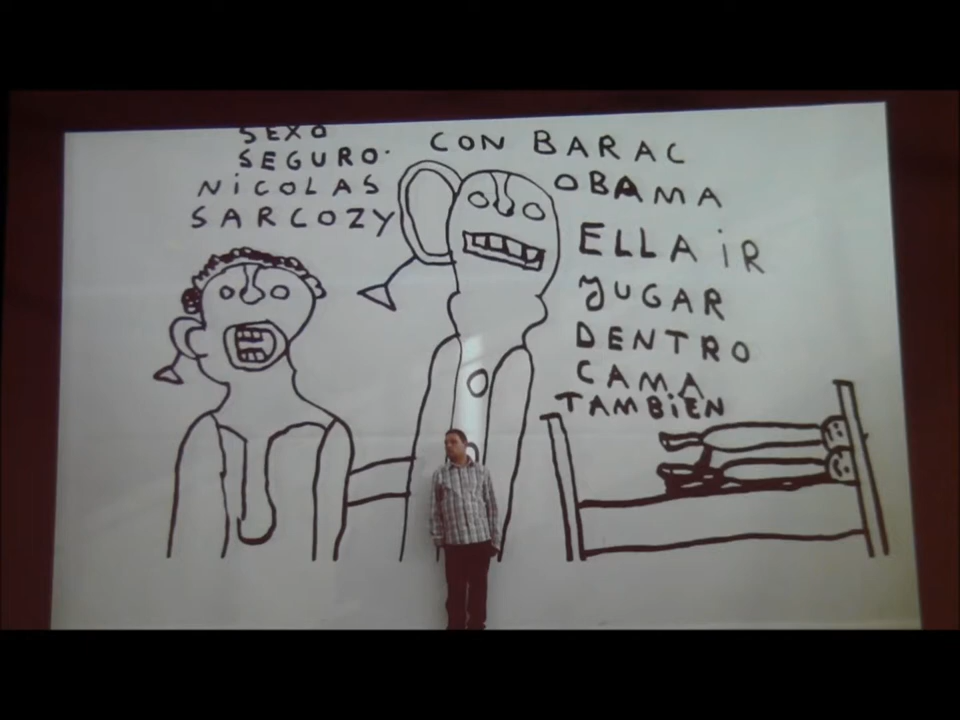 SEXO
SEGURO.
NiCOLAS
SARCOZY
CON BARAC
OBAMA
ELLA iR
JUGAR
DENTRO
CAMA
TAMBiEN